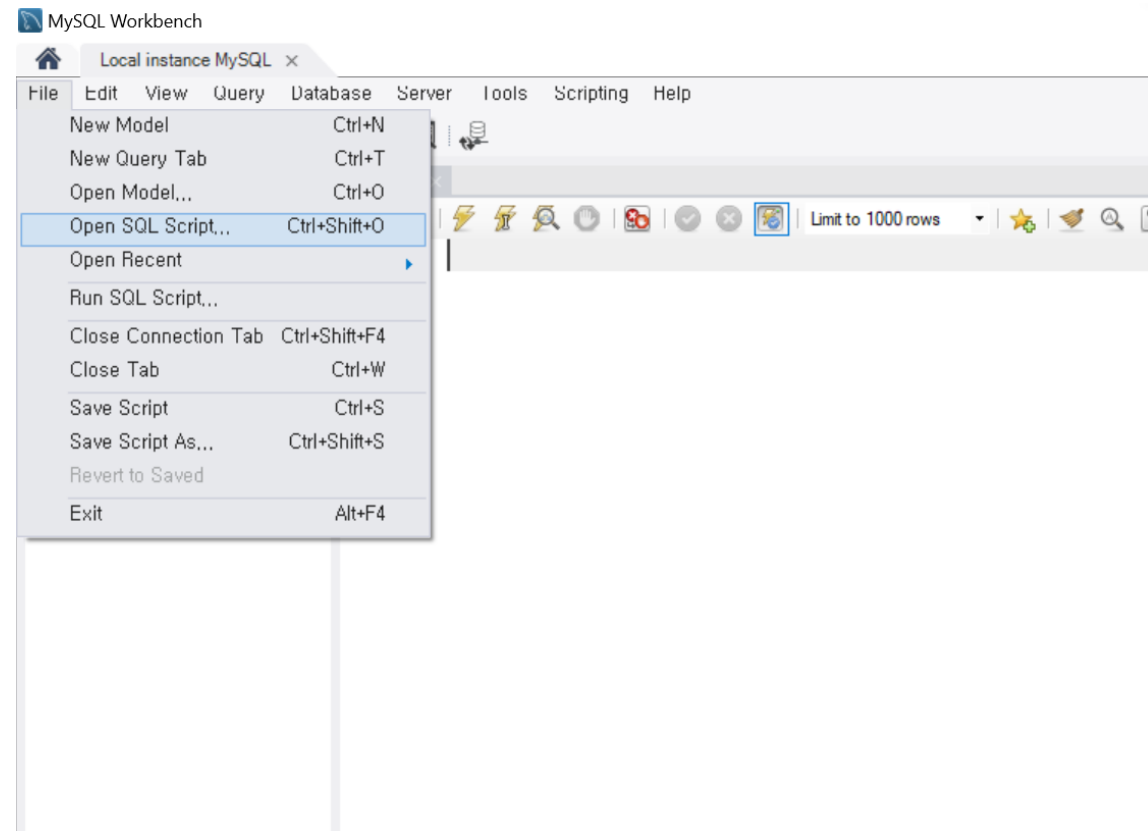 MySQL Workbench
Local instance MySQL
File Edit View Query Database Server Tools Scripting Help
New Model Ctrl+N
New Query Tab Ctrl+T
Open Model... Ctrl+O
Open SQL Script... Ctrl+Shift+O
Limit to 1000 rows
Open Recent
Run SQL Script...
Close Connection Tab Ctrl+Shift+F4
Close Tab Ctrl+W
Save Script Ctrl+S
Save Script As... Ctrl+Shift+S
Revert to Saved
Exit Alt+F4